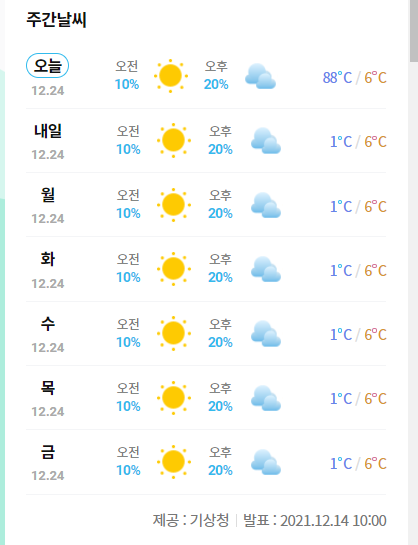 주간날씨
오늘 오전 오후
12.24 10% 20% 88°C / 6°C
내일 오전 오후
12.24 10% 20% 1°C / 6°C
월 오전 오후
12.24 10% 20% 1°C / 6°C
화 오전 오후
12.24 10% 20% 1°C / 6°C
수 오전 오후
12.24 10% 20% 1°C / 6°C
목 오전 오후
12.24 10% 20% 1°C / 6°C
금 오전 오후
12.24 10% 20% 1°C / 6°C
제공 : 기상청 | 발표 : 2021.12.14 10:00